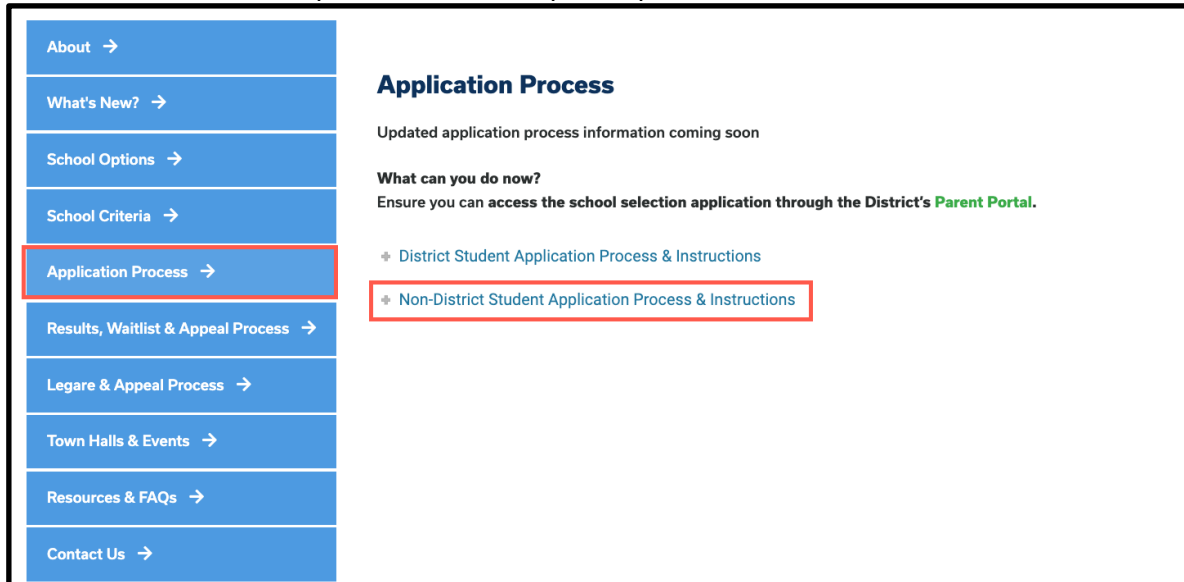 About
What's New?
School Options
School Criteria
Application Process
Results, Waitlist & Appeal Process
Legare & Appeal Process
Town Halls & Events
Resources & FAQs
Contact Us
Application Process
Updated application process information coming soon
What can you do now?
Ensure you can access the school selection application through the District's Parent Portal.
District Student Application Process & Instructions
Non-District Student Application Process & Instructions